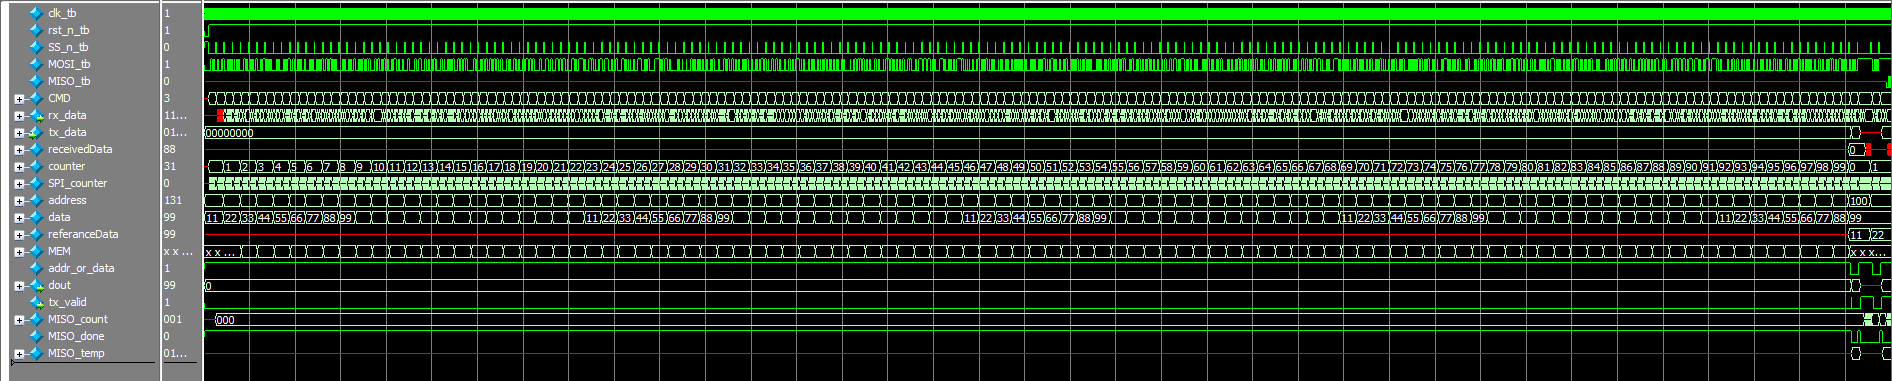 clk_tb 1
rst_n_tb 1
SS_n_tb 0
MOSI_tb 1
MISO_tb 0
CMD 3
rx_data 11...
tx_data 01... 00000000
receivedData 88 0
counter 31 1 2 3 4 5 6 7 8 9 10 11 12 13 14 15 16 17 18 19 20 21 22 23 24 25 26 27 28 29 30 31 32 33 34 35 36 37 38 39 40 41 42 43 44 45 46 47 48 49 50 51 52 53 54 55 56 57 58 59 60 61 62 63 64 65 66 67 68 69 70 71 72 73 74 75 76 77 78 79 80 81 82 83 84 85 86 87 88 89 90 91 92 93 94 95 96 97 98 99 0 1
SPI_counter 0
address 131 100
data 99 11 22 33 44 55 66 77 88 99 11 22 33 44 55 66 77 88 99 11 22 33 44 55 66 77 88 99 11 22 33 44 55 66 77 88 99 11 22 33 44 55 66 77 88 99
referanceData 99 11 22
MEM x x ... x x ... x x x...
addr_or_data 1
dout 99 0
tx_valid 1
MISO_count 001 000
MISO_done 0
MISO_temp 01...